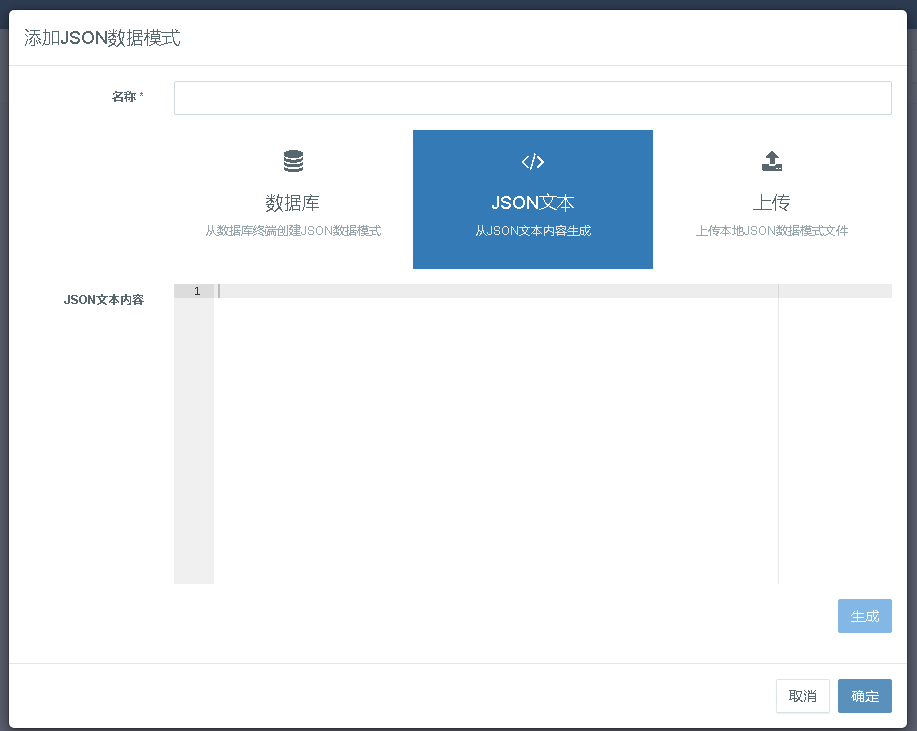 添加JSON数据模式
名称 *
数据库
从数据库终端创建JSON数据模式
JSON文本
从JSON文本内容生成
上传
上传本地JSON数据模式文件
JSON文本内容
1
生成
取消
确定